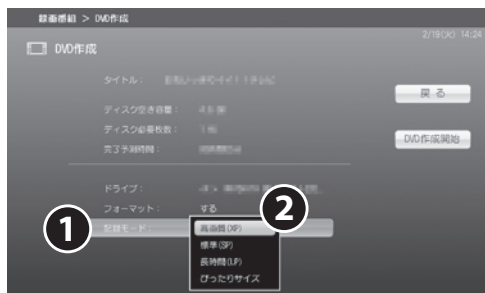 録画番組 > DVD作成
2/19(火) 14:24
DVD作成
タイトル：
戻る
ディスク空き容量：
ディスク必要枚数：
完了予測時間：
DVD作成開始
ドライブ：
フォーマット： する
1 記録モード： 2
高画質(XP)
標準(SP)
長時間(LP)
ぴったりサイズ